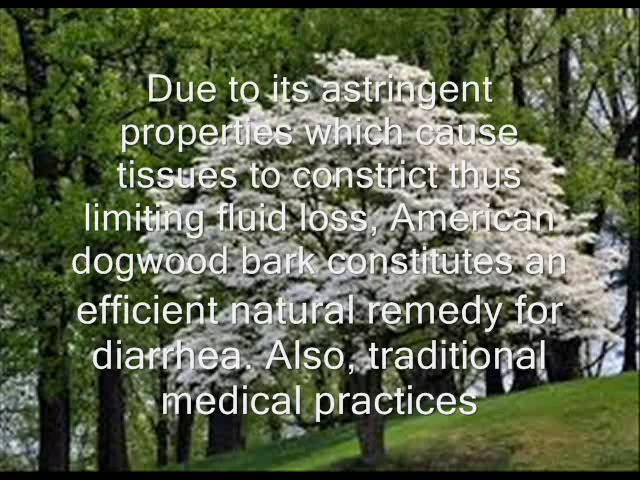 Due to its astringent
properties which cause
tissues to constrict thus
limiting fluid loss, American
dogwood bark constitutes an
efficient natural remedy for
diarrhea. Also, traditional
medical practices